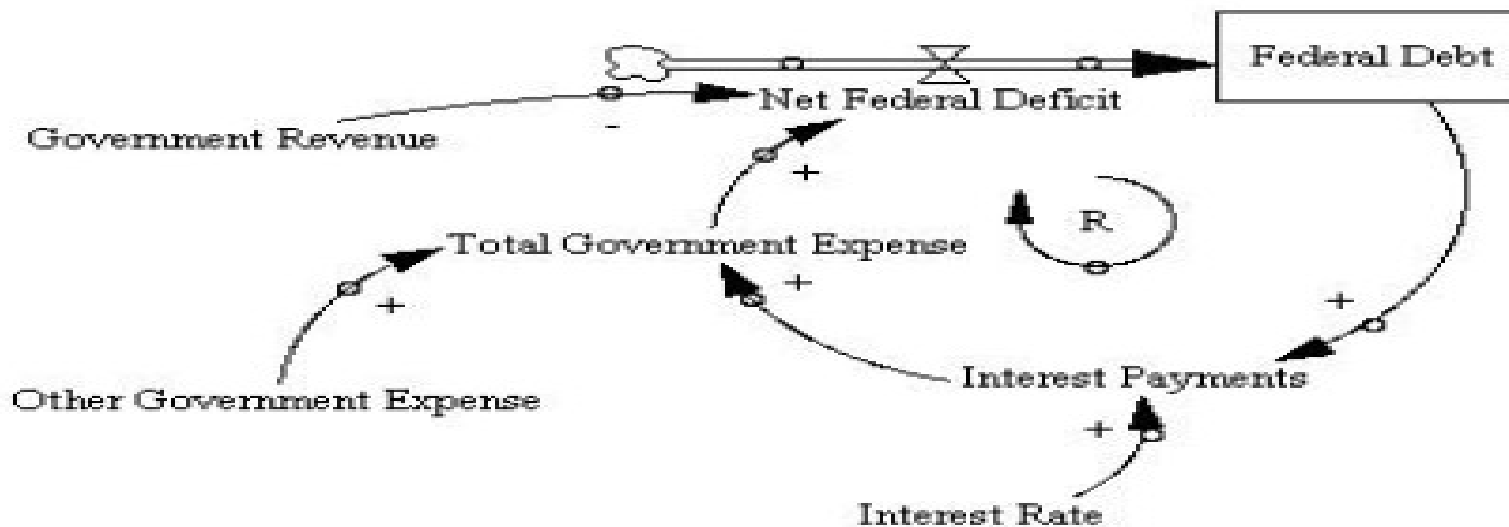 Federal Debt
Net Federal Deficit
Government Revenue
-
+
R
Total Government Expense
+
+
+
Interest Payments
Other Government Expense
+
Interest Rate